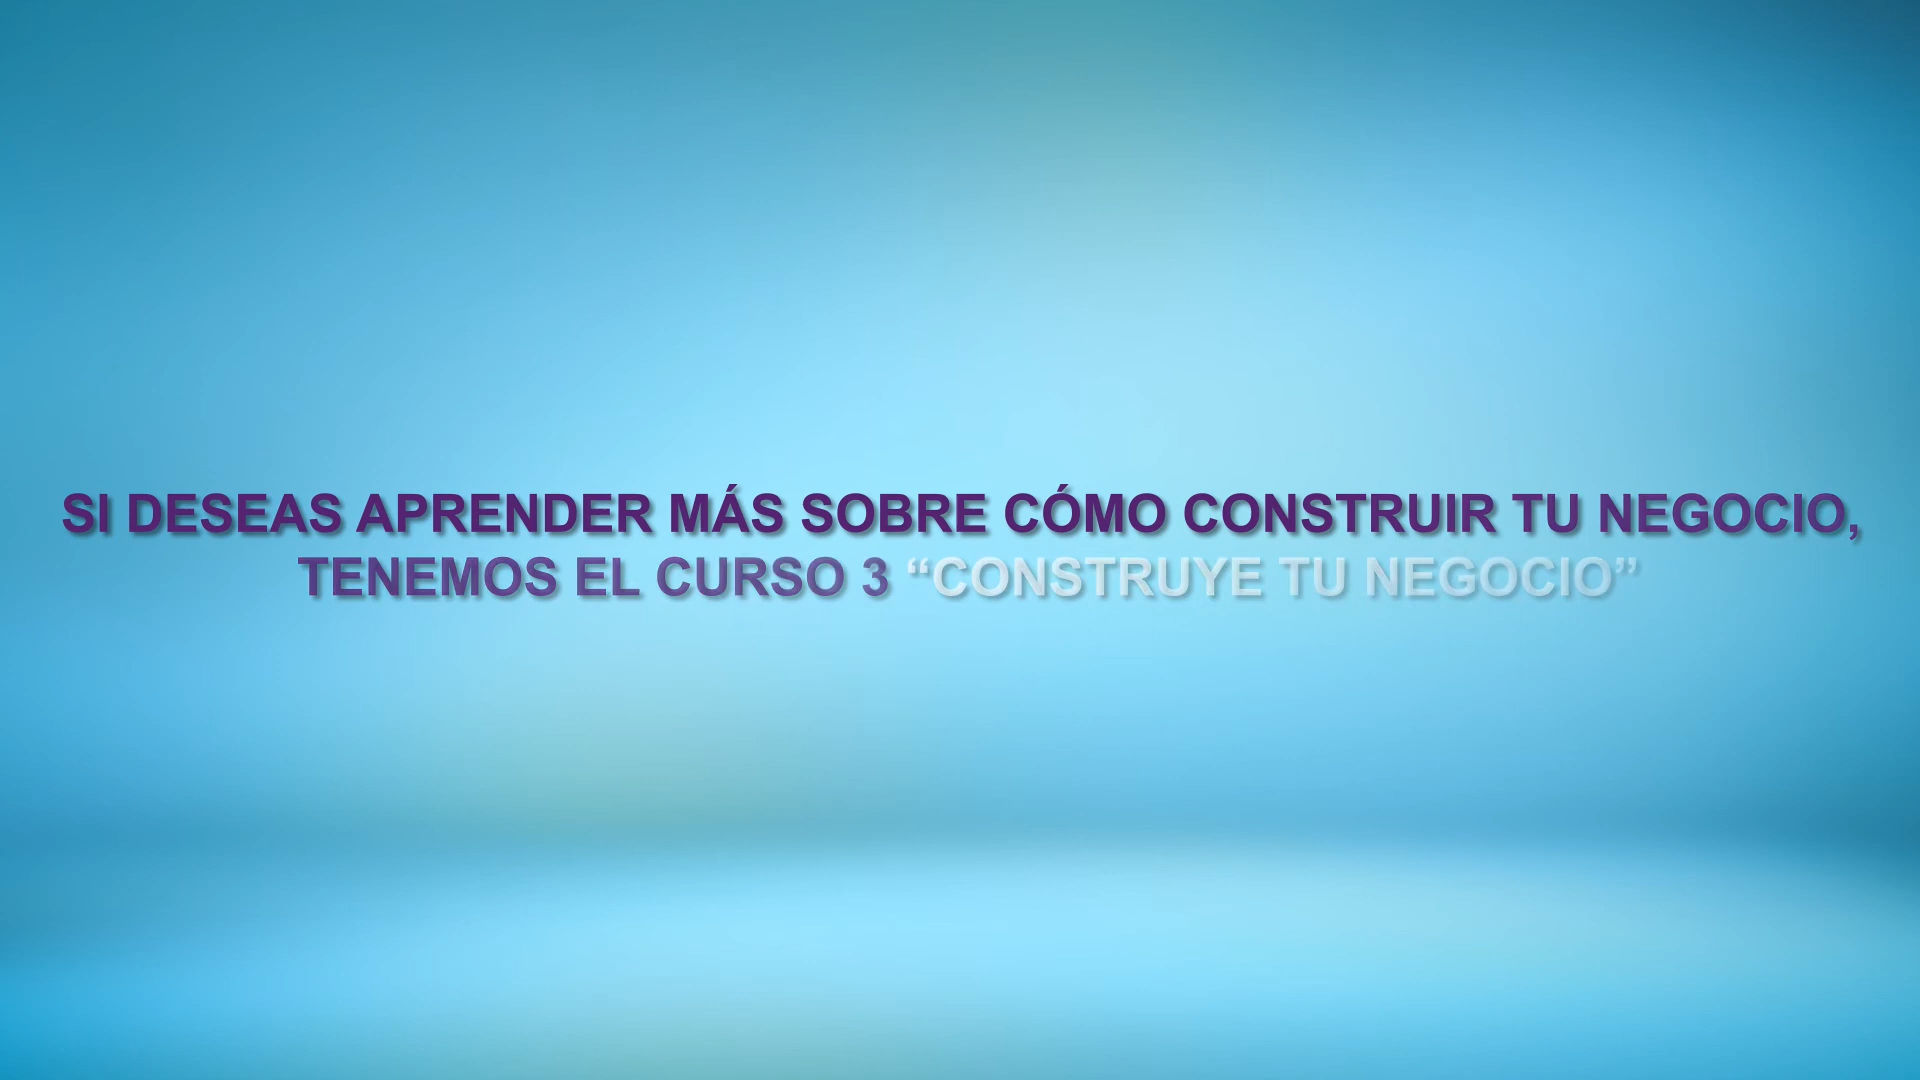 SI DESEAS APRENDER MÁS SOBRE CÓMO CONSTRUIR TU NEGOCIO,
TENEMOS EL CURSO 3 “CONSTRUYE TU NEGOCIO”